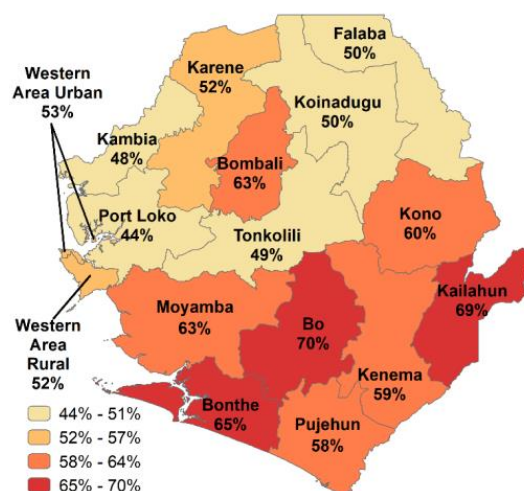 Falaba
50%
Karene
52%
Western
Area Urban
53%
Koinadugu
50%
Kambia
48%
Bombali
63%
Port Loko
44%
Kono
60%
Tonkolili
49%
Kailahun
69%
Moyamba
63%
Bo
70%
Western
Area
Rural
52%
Kenema
59%
Bonthe
65%
Pujehun
58%
44% - 51%
52% - 57%
58% - 64%
65% - 70%